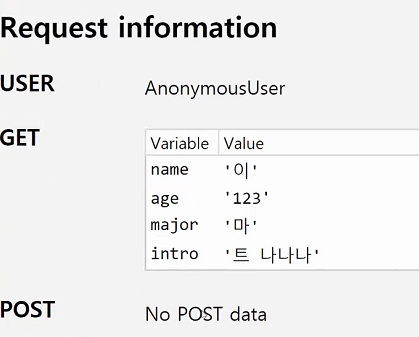 Request information
USER AnonymousUser
GET
Variable Value
name '이'
age '123'
major '마'
intro '트 나나나'
POST No POST data